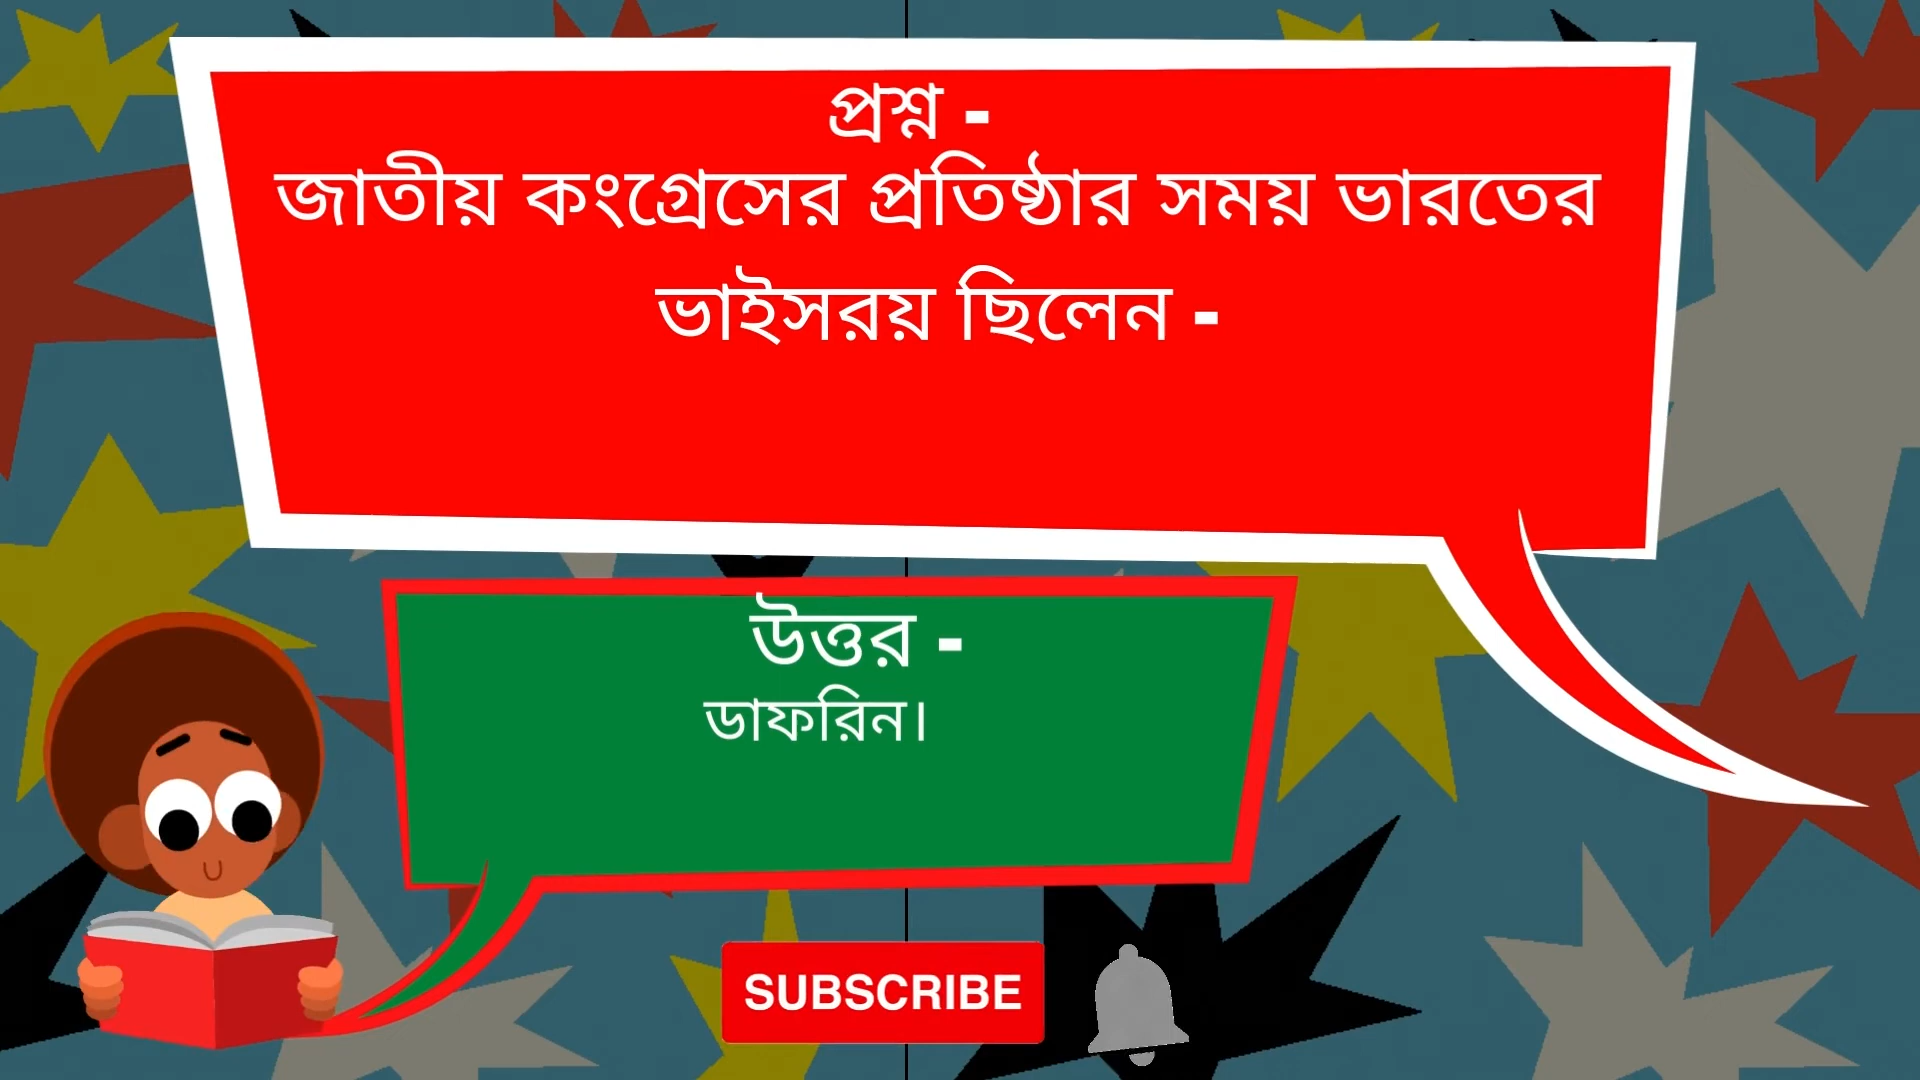 প্রশ্ন -
জাতীয় কংগ্রেসের প্রতিষ্ঠার সময় ভারতের
ভাইসরয় ছিলেন -
উত্তর -
ডাফরিন।
SUBSCRIBE